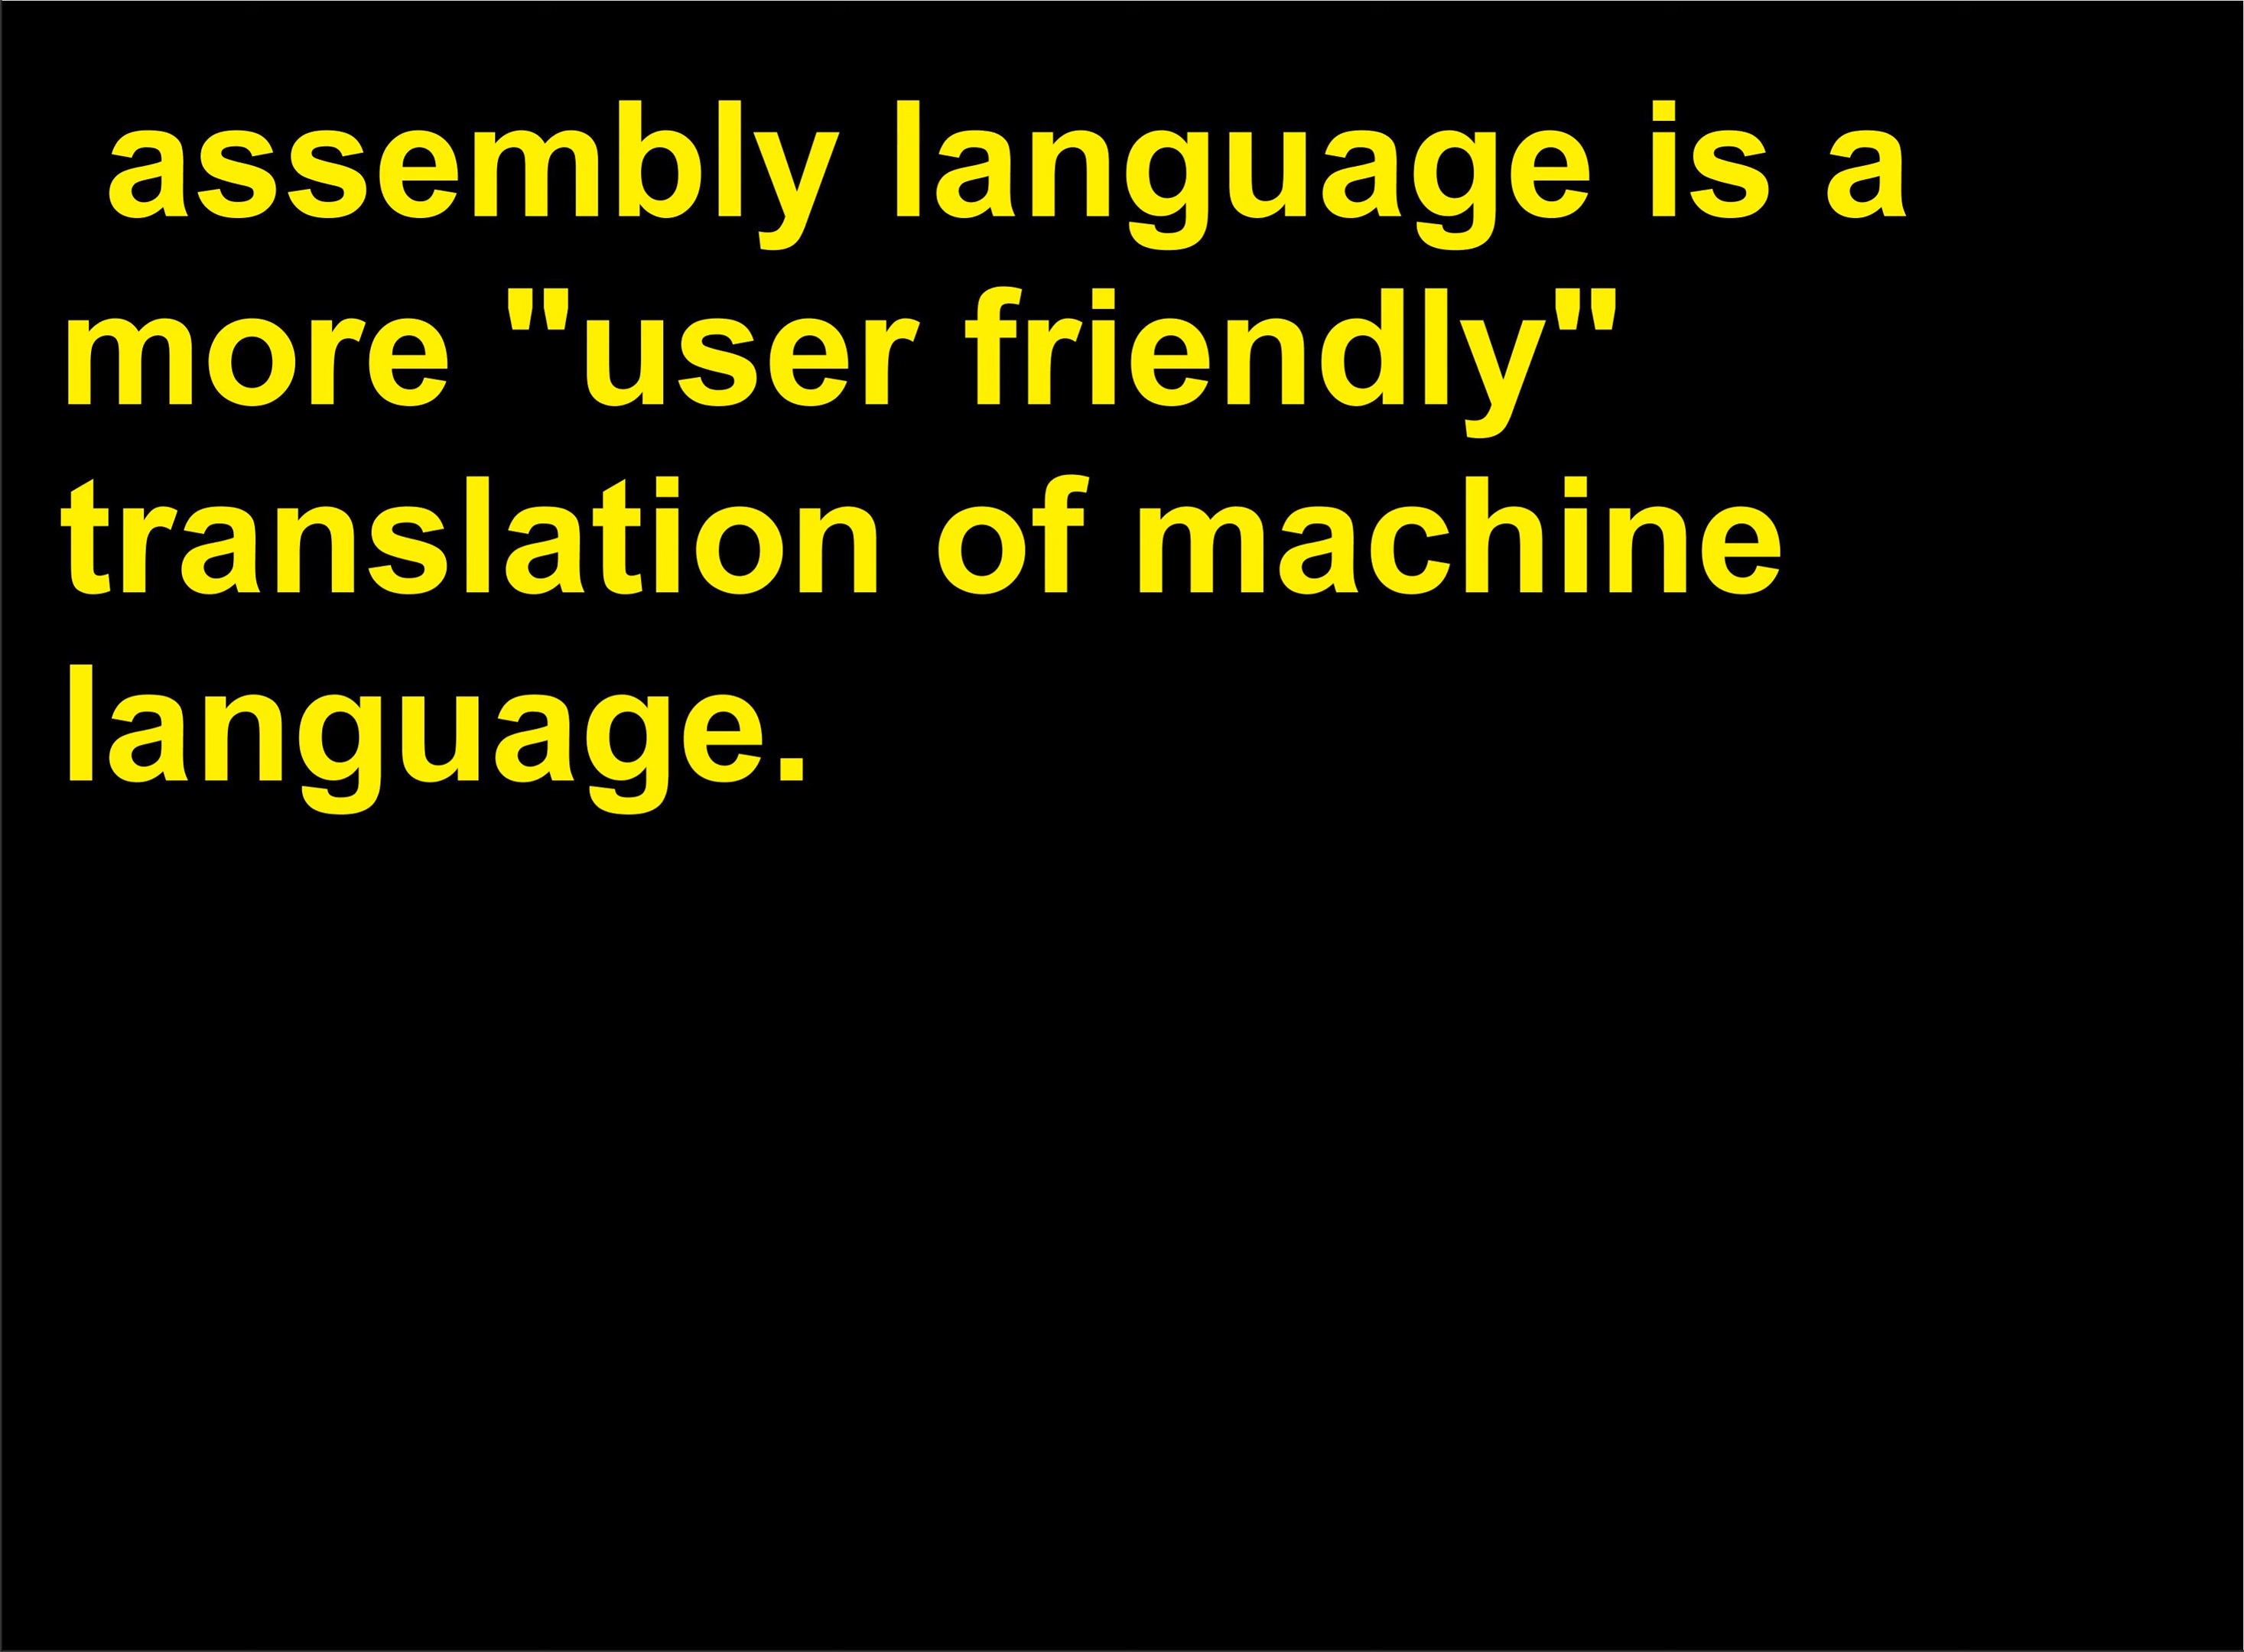 assembly language is a
more "user friendly"
translation of machine
language.